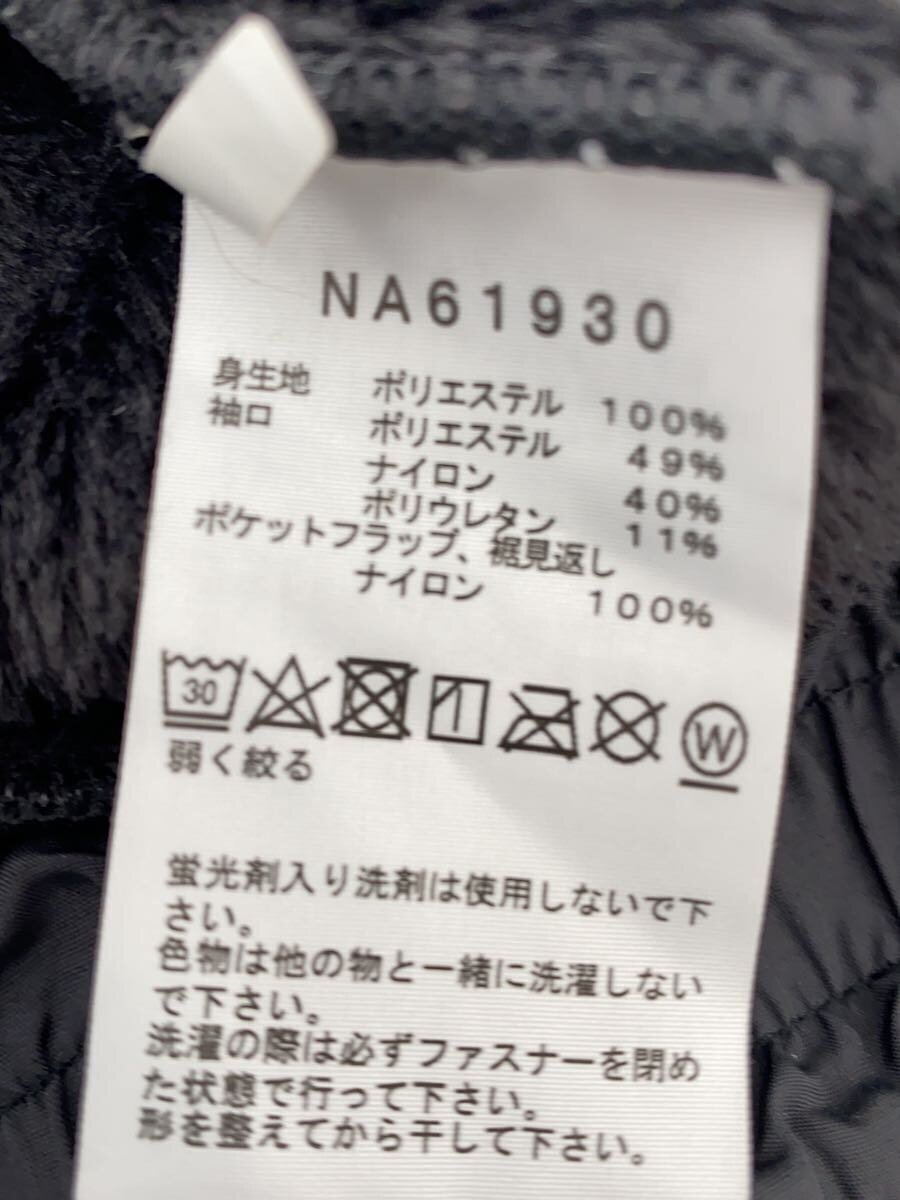 NA61930
身生地 ポリエステル 100%
袖口 ポリエステル 49%
ナイロン 40%
ポリウレタン 11%
ポケットフラップ、裾見返し
ナイロン 100%
30 W
弱く絞る
蛍光剤入り洗剤は使用しないで下
さい。
色物は他の物と一緒に洗濯しない
で下さい。
洗濯の際は必ずファスナーを閉め
た状態で行って下さい。
形を整えてから干して下さい。